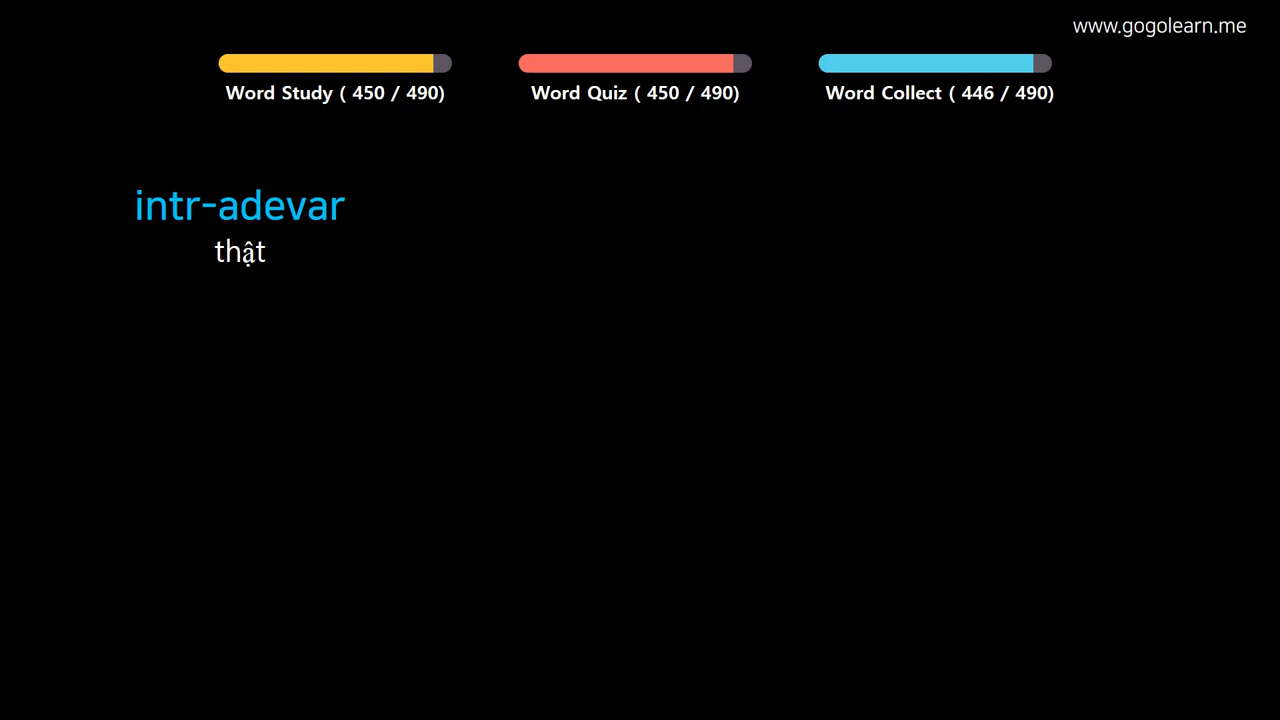 www.gogolearn.me
Word Study ( 450 / 490)
Word Quiz ( 450 / 490)
Word Collect ( 446 / 490)
intr-adevar
thật